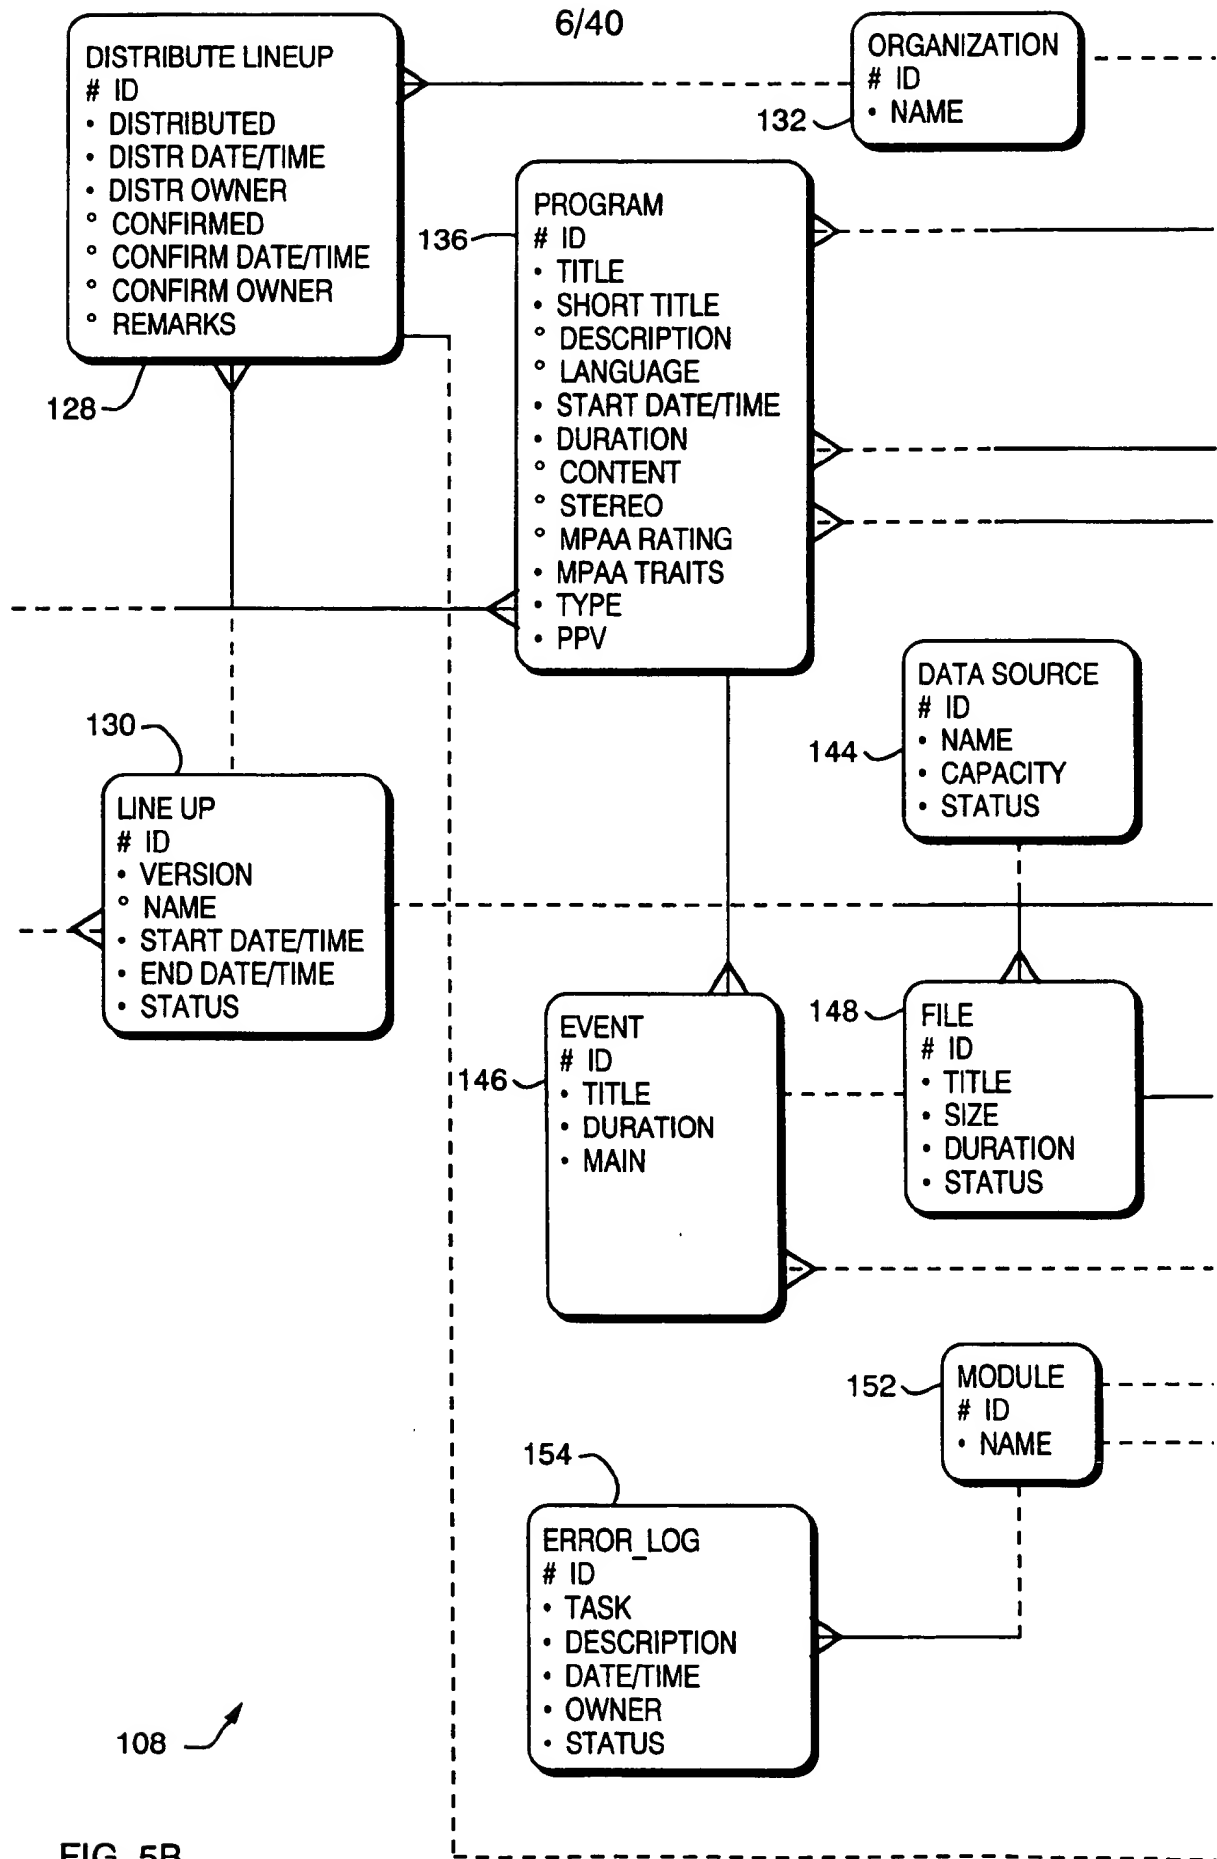 6/40
DISTRIBUTE LINEUP
# ID
• DISTRIBUTED
• DISTR DATE/TIME
• DISTR OWNER
° CONFIRMED
° CONFIRM DATE/TIME
° CONFIRM OWNER
° REMARKS
128
ORGANIZATION
# ID
• NAME
132
PROGRAM
# ID
• TITLE
• SHORT TITLE
° DESCRIPTION
° LANGUAGE
• START DATE/TIME
• DURATION
° CONTENT
° STEREO
° MPAA RATING
• MPAA TRAITS
• TYPE
• PPV
136
130
LINE UP
# ID
• VERSION
° NAME
• START DATE/TIME
• END DATE/TIME
• STATUS
DATA SOURCE
# ID
• NAME
• CAPACITY
• STATUS
144
EVENT
# ID
• TITLE
• DURATION
• MAIN
146
148
FILE
# ID
• TITLE
• SIZE
• DURATION
• STATUS
152
MODULE
# ID
• NAME
154
ERROR_LOG
# ID
• TASK
• DESCRIPTION
• DATE/TIME
• OWNER
• STATUS
108
FIG. 5B